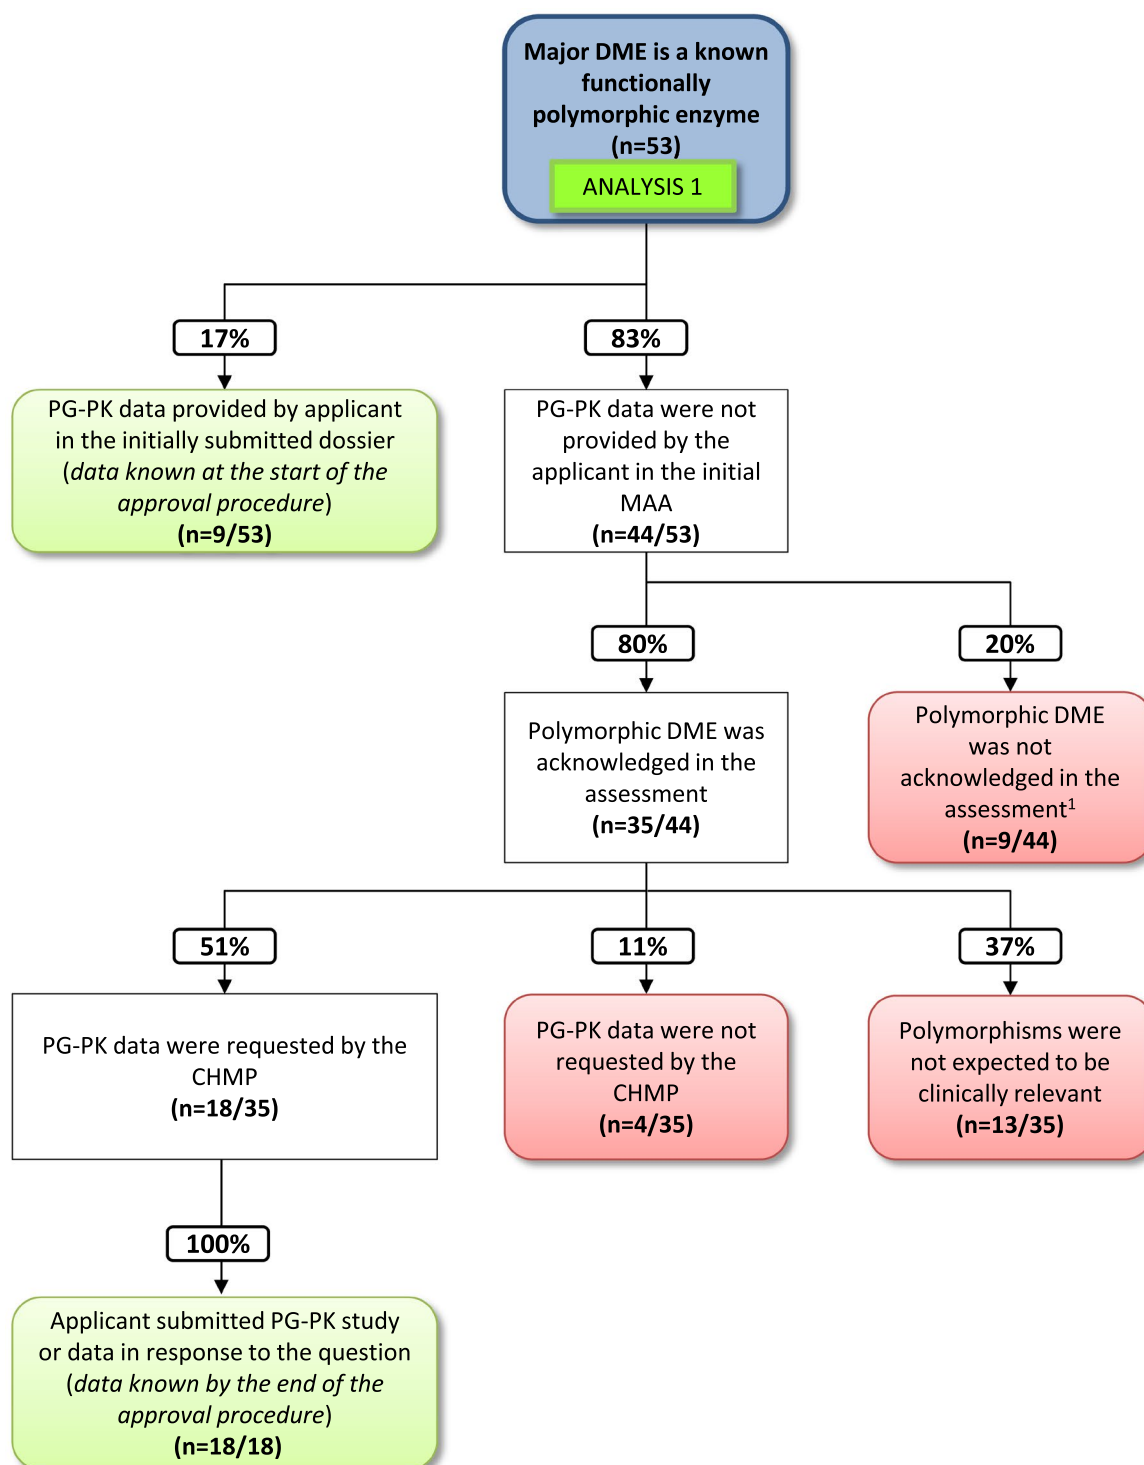 Major DME is a known
functionally
polymorphic enzyme
(n=53)
ANALYSIS 1
17%
83%
PG-PK data provided by applicant
in the initially submitted dossier
(data known at the start of the
approval procedure)
(n=9/53)
PG-PK data were not
provided by the
applicant in the initial
MAA
(n=44/53)
80%
20%
Polymorphic DME was
acknowledged in the
assessment
(n=35/44)
Polymorphic DME
was not
acknowledged in the
assessment¹
(n=9/44)
51%
11%
37%
PG-PK data were requested by the
CHMP
(n=18/35)
PG-PK data were not
requested by the
CHMP
(n=4/35)
Polymorphisms were
not expected to be
clinically relevant
(n=13/35)
100%
Applicant submitted PG-PK study
or data in response to the question
(data known by the end of the
approval procedure)
(n=18/18)